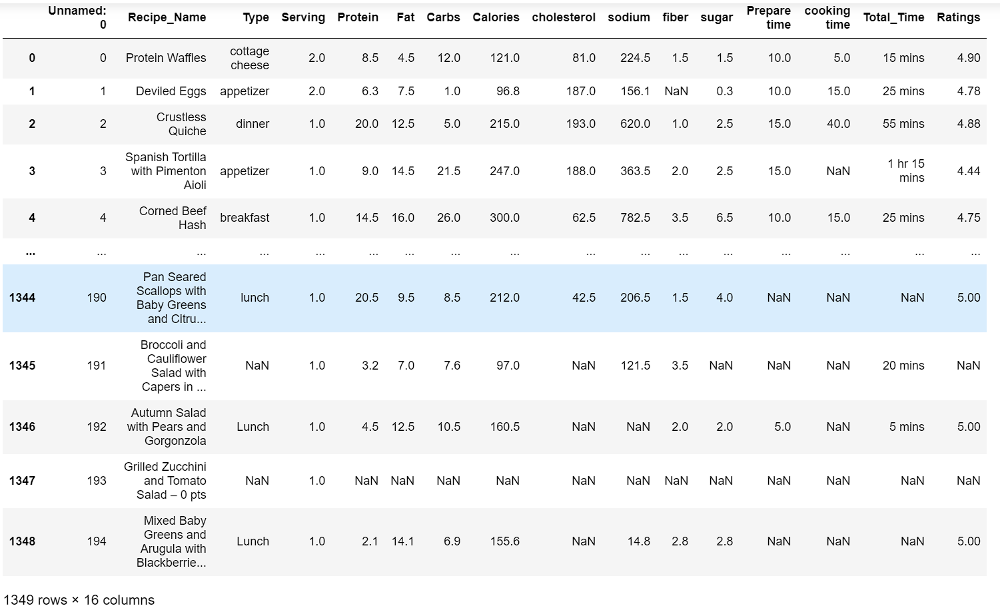 Unnamed: 0 Recipe_Name Type Serving Protein Fat Carbs Calories cholesterol sodium fiber sugar Prepare time cooking time Total_Time Ratings
0 0 Protein Waffles cottage cheese 2.0 8.5 4.5 12.0 121.0 81.0 224.5 1.5 1.5 10.0 5.0 15 mins 4.90
1 1 Deviled Eggs appetizer 2.0 6.3 7.5 1.0 96.8 187.0 156.1 NaN 0.3 10.0 15.0 25 mins 4.78
2 2 Crustless Quiche dinner 1.0 20.0 12.5 5.0 215.0 193.0 620.0 1.0 2.5 15.0 40.0 55 mins 4.88
3 3 Spanish Tortilla with Pimenton Aioli appetizer 1.0 9.0 14.5 21.5 247.0 188.0 363.5 2.0 2.5 15.0 NaN 1 hr 15 mins 4.44
4 4 Corned Beef Hash breakfast 1.0 14.5 16.0 26.0 300.0 62.5 782.5 3.5 6.5 10.0 15.0 25 mins 4.75
... ... ... ... ... ... ... ... ... ... ... ... ... ... ... ... ...
1344 190 Pan Seared Scallops with Baby Greens and Citru... lunch 1.0 20.5 9.5 8.5 212.0 42.5 206.5 1.5 4.0 NaN NaN NaN 5.00
1345 191 Broccoli and Cauliflower Salad with Capers in ... NaN 1.0 3.2 7.0 7.6 97.0 NaN 121.5 3.5 NaN NaN NaN 20 mins NaN
1346 192 Autumn Salad with Pears and Gorgonzola Lunch 1.0 4.5 12.5 10.5 160.5 NaN NaN 2.0 2.0 5.0 NaN 5 mins 5.00
1347 193 Grilled Zucchini and Tomato Salad – 0 pts NaN 1.0 NaN NaN NaN NaN NaN NaN NaN NaN NaN NaN NaN NaN
1348 194 Mixed Baby Greens and Arugula with Blackberrie... Lunch 1.0 2.1 14.1 6.9 155.6 NaN 14.8 2.8 2.8 NaN NaN NaN 5.00
1349 rows × 16 columns